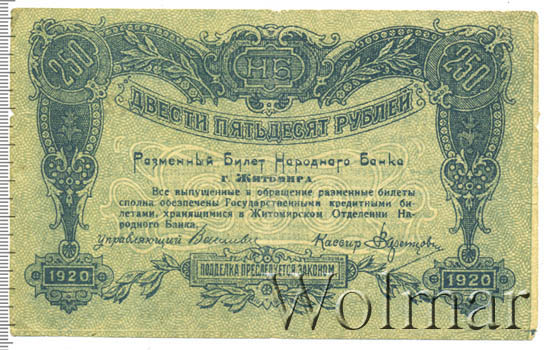 250 НБ 250
ДВЕСТИ ПЯТЬДЕСЯТ РУБЛЕЙ
Разменный Билет Народного Банка
г. Житомира
Все выпущенные в обращение разменные билеты
сполна обеспечены Государственными кредитными би-
летами, хранящимися в Житомирском Отделении На-
родного Банка.
Управляющий Кассир
1920 ПОДДЕЛКА ПРЕСЛЕДУЕТСЯ ЗАКОНОМ 1920
Wolmar